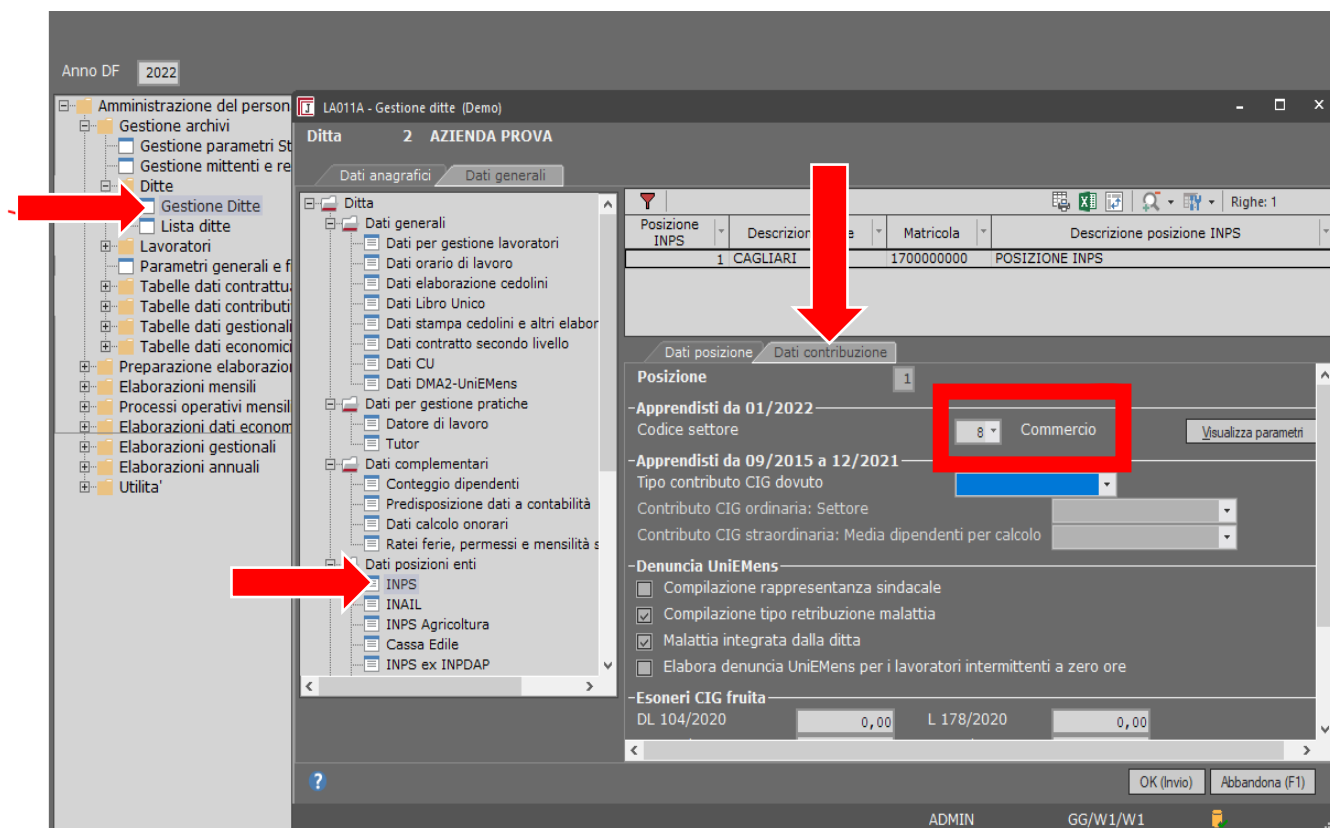 Anno DF 2022
Amministrazione del person
Gestione archivi
Gestione parametri St
Gestione mittenti e re
Ditte
Gestione Ditte
Lista ditte
Lavoratori
Parametri generali e f
Tabelle dati contrattu
Tabelle dati contributi
Tabelle dati gestionali
Tabelle dati economici
Preparazione elaborazion
Elaborazioni mensili
Processi operativi mensil
Elaborazioni dati econom
Elaborazioni gestionali
Elaborazioni annuali
Utilita'
LA011A - Gestione ditte (Demo)
Ditta 2 AZIENDA PROVA
Dati anagrafici Dati generali
Ditta
Dati generali
Dati per gestione lavoratori
Dati orario di lavoro
Dati elaborazione cedolini
Dati Libro Unico
Dati stampa cedolini e altri elabor
Dati contratto secondo livello
Dati CU
Dati DMA2-UniEMens
Dati per gestione pratiche
Datore di lavoro
Tutor
Dati complementari
Conteggio dipendenti
Predisposizione dati a contabilità
Dati calcolo onorari
Ratei ferie, permessi e mensilità s
Dati posizioni enti
INPS
INAIL
INPS Agricoltura
Cassa Edile
INPS ex INPDAP
Righe: 1
Posizione INPS Descrizion e Matricola Descrizione posizione INPS
1 CAGLIARI 1700000000 POSIZIONE INPS
Dati posizione Dati contribuzione
Posizione 1
Apprendisti da 01/2022
Codice settore 8 Commercio Visualizza parametri
Apprendisti da 09/2015 a 12/2021
Tipo contributo CIG dovuto
Contributo CIG ordinaria: Settore
Contributo CIG straordinaria: Media dipendenti per calcolo
Denuncia UniEMens
Compilazione rappresentanza sindacale
Compilazione tipo retribuzione malattia
Malattia integrata dalla ditta
Elabora denuncia UniEMens per i lavoratori intermittenti a zero ore
Esoneri CIG fruita
DL 104/2020 0,00 L 178/2020 0,00
OK (Invio) Abbandona (F1)
ADMIN GG/W1/W1